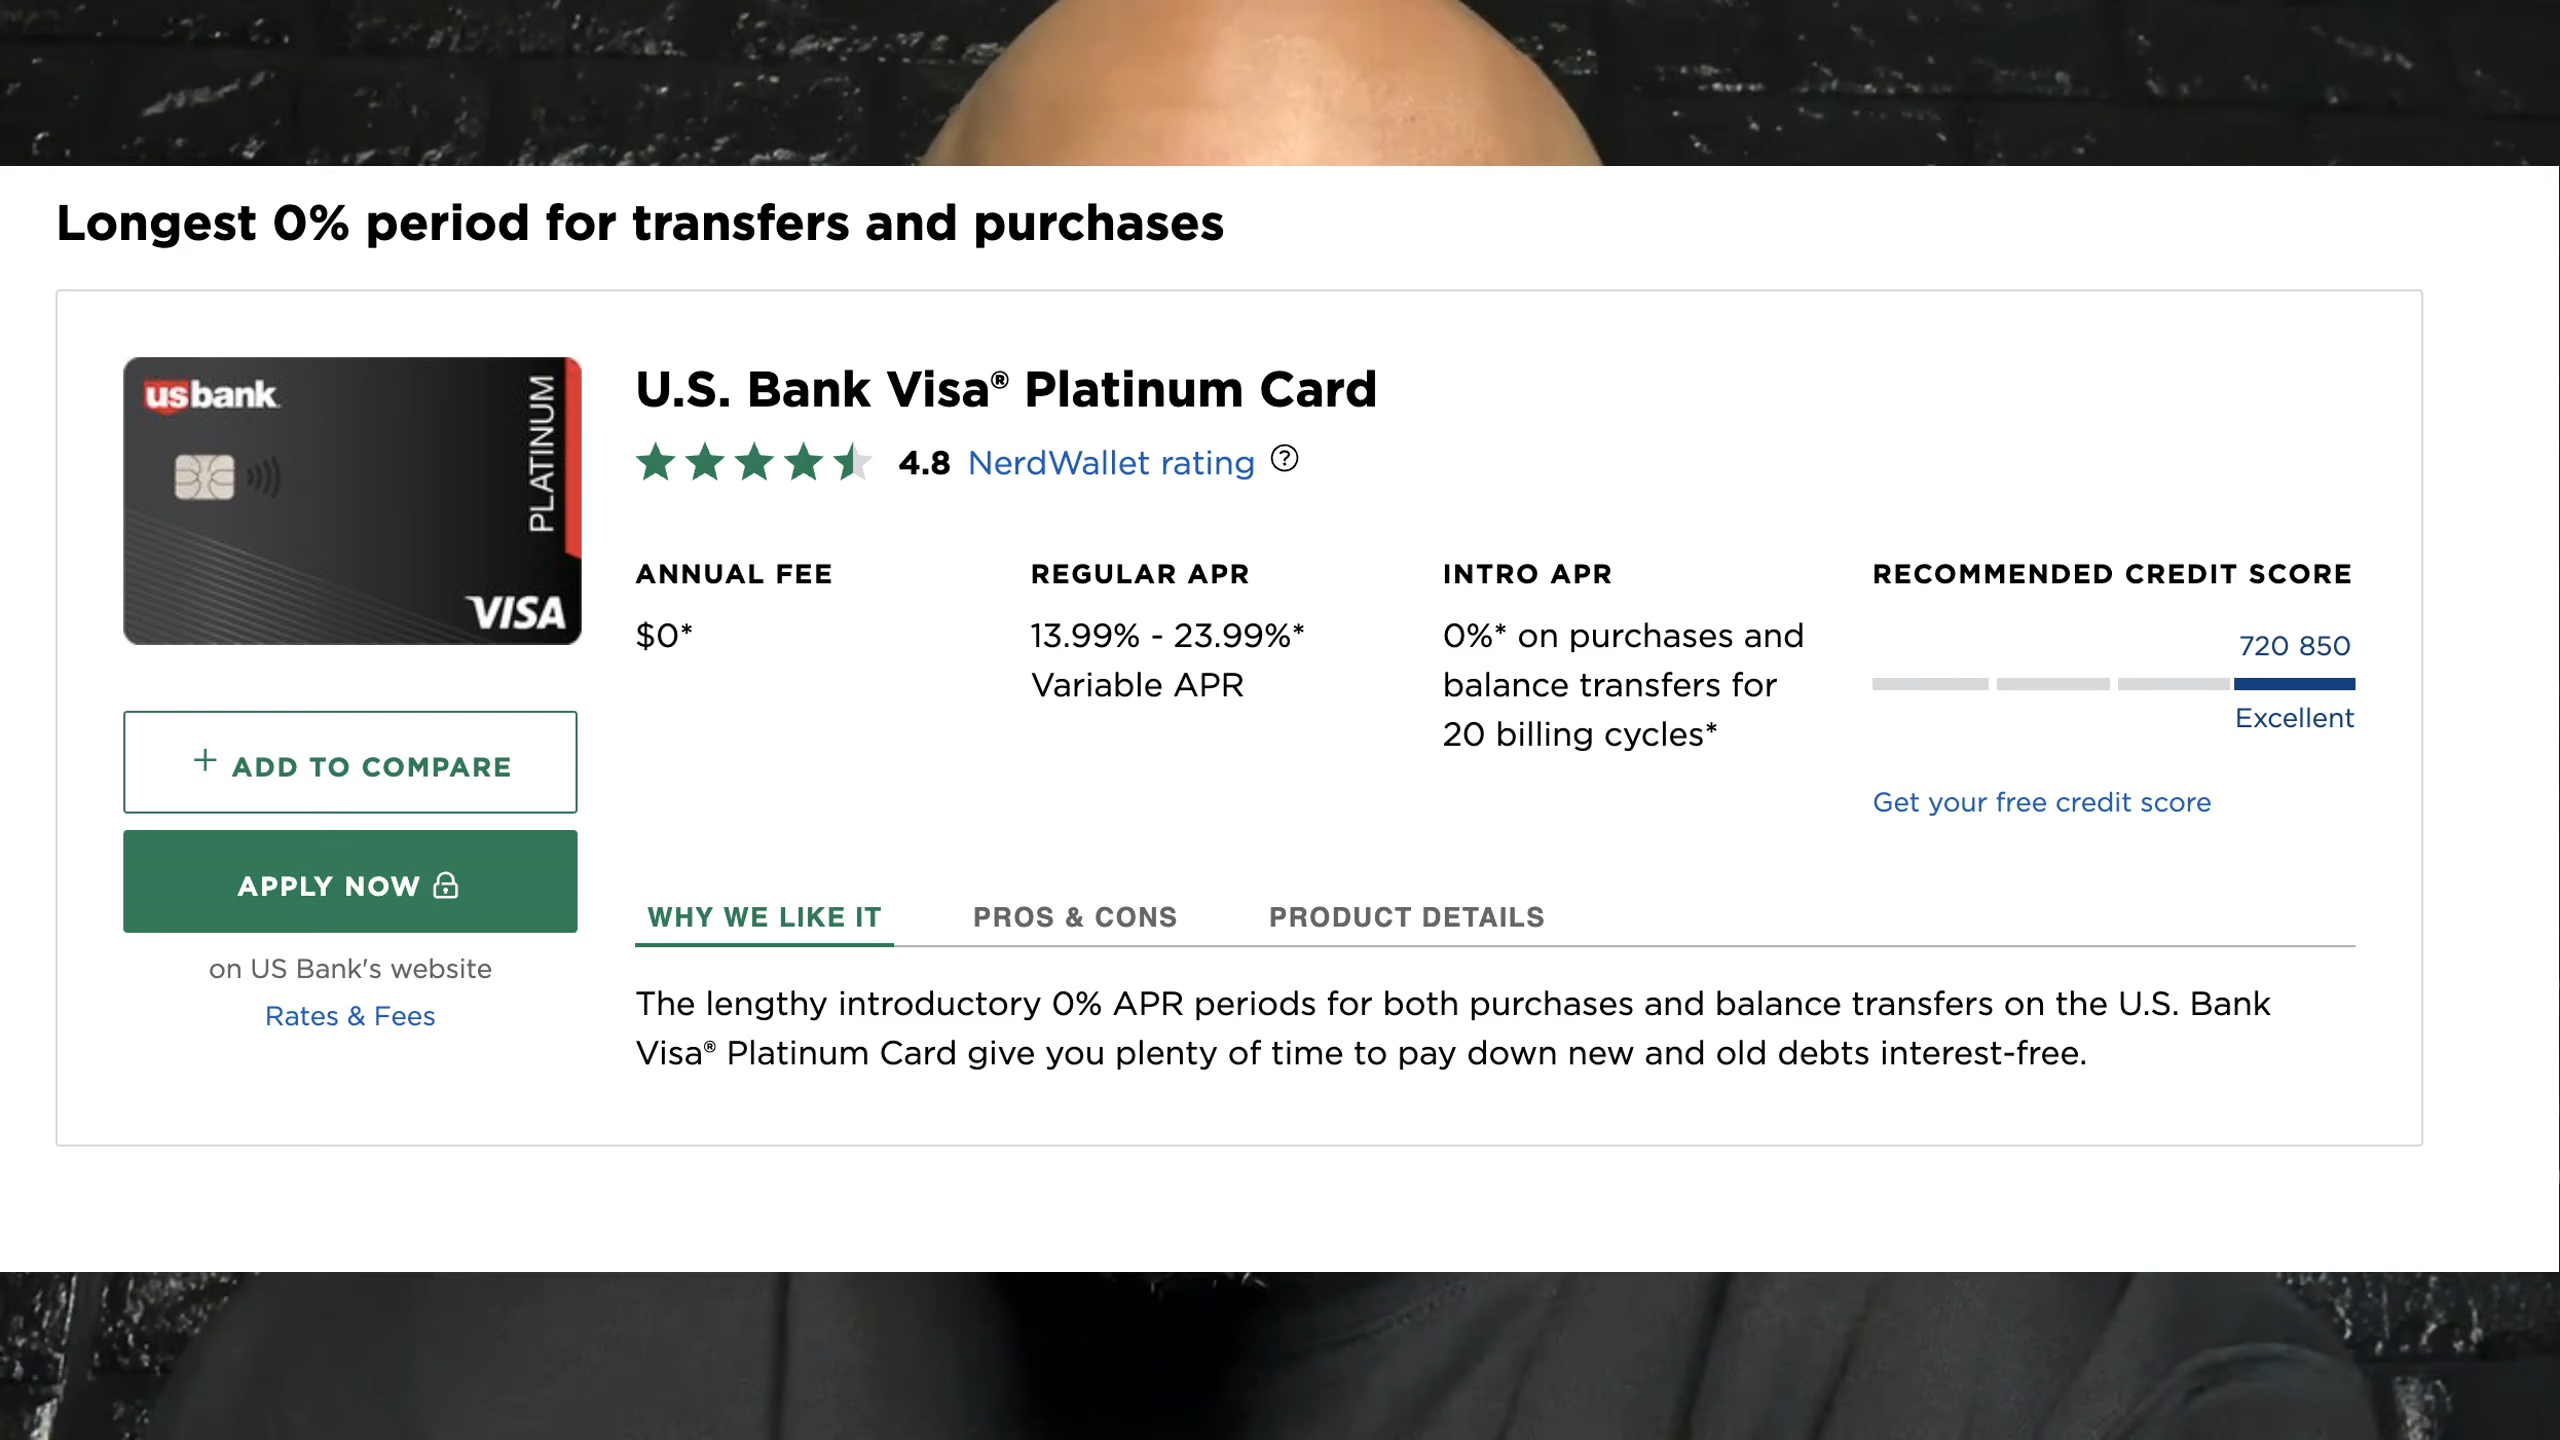 Longest 0% period for transfers and purchases
usbank
PLATINUM
VISA
U.S. Bank Visa® Platinum Card
4.8 NerdWallet rating ?
ANNUAL FEE
$0*
REGULAR APR
13.99% - 23.99%*
Variable APR
INTRO APR
0%* on purchases and
balance transfers for
20 billing cycles*
RECOMMENDED CREDIT SCORE
720 850
Excellent
Get your free credit score
+ ADD TO COMPARE
APPLY NOW
on US Bank's website
Rates & Fees
WHY WE LIKE IT
PROS & CONS
PRODUCT DETAILS
The lengthy introductory 0% APR periods for both purchases and balance transfers on the U.S. Bank
Visa® Platinum Card give you plenty of time to pay down new and old debts interest-free.